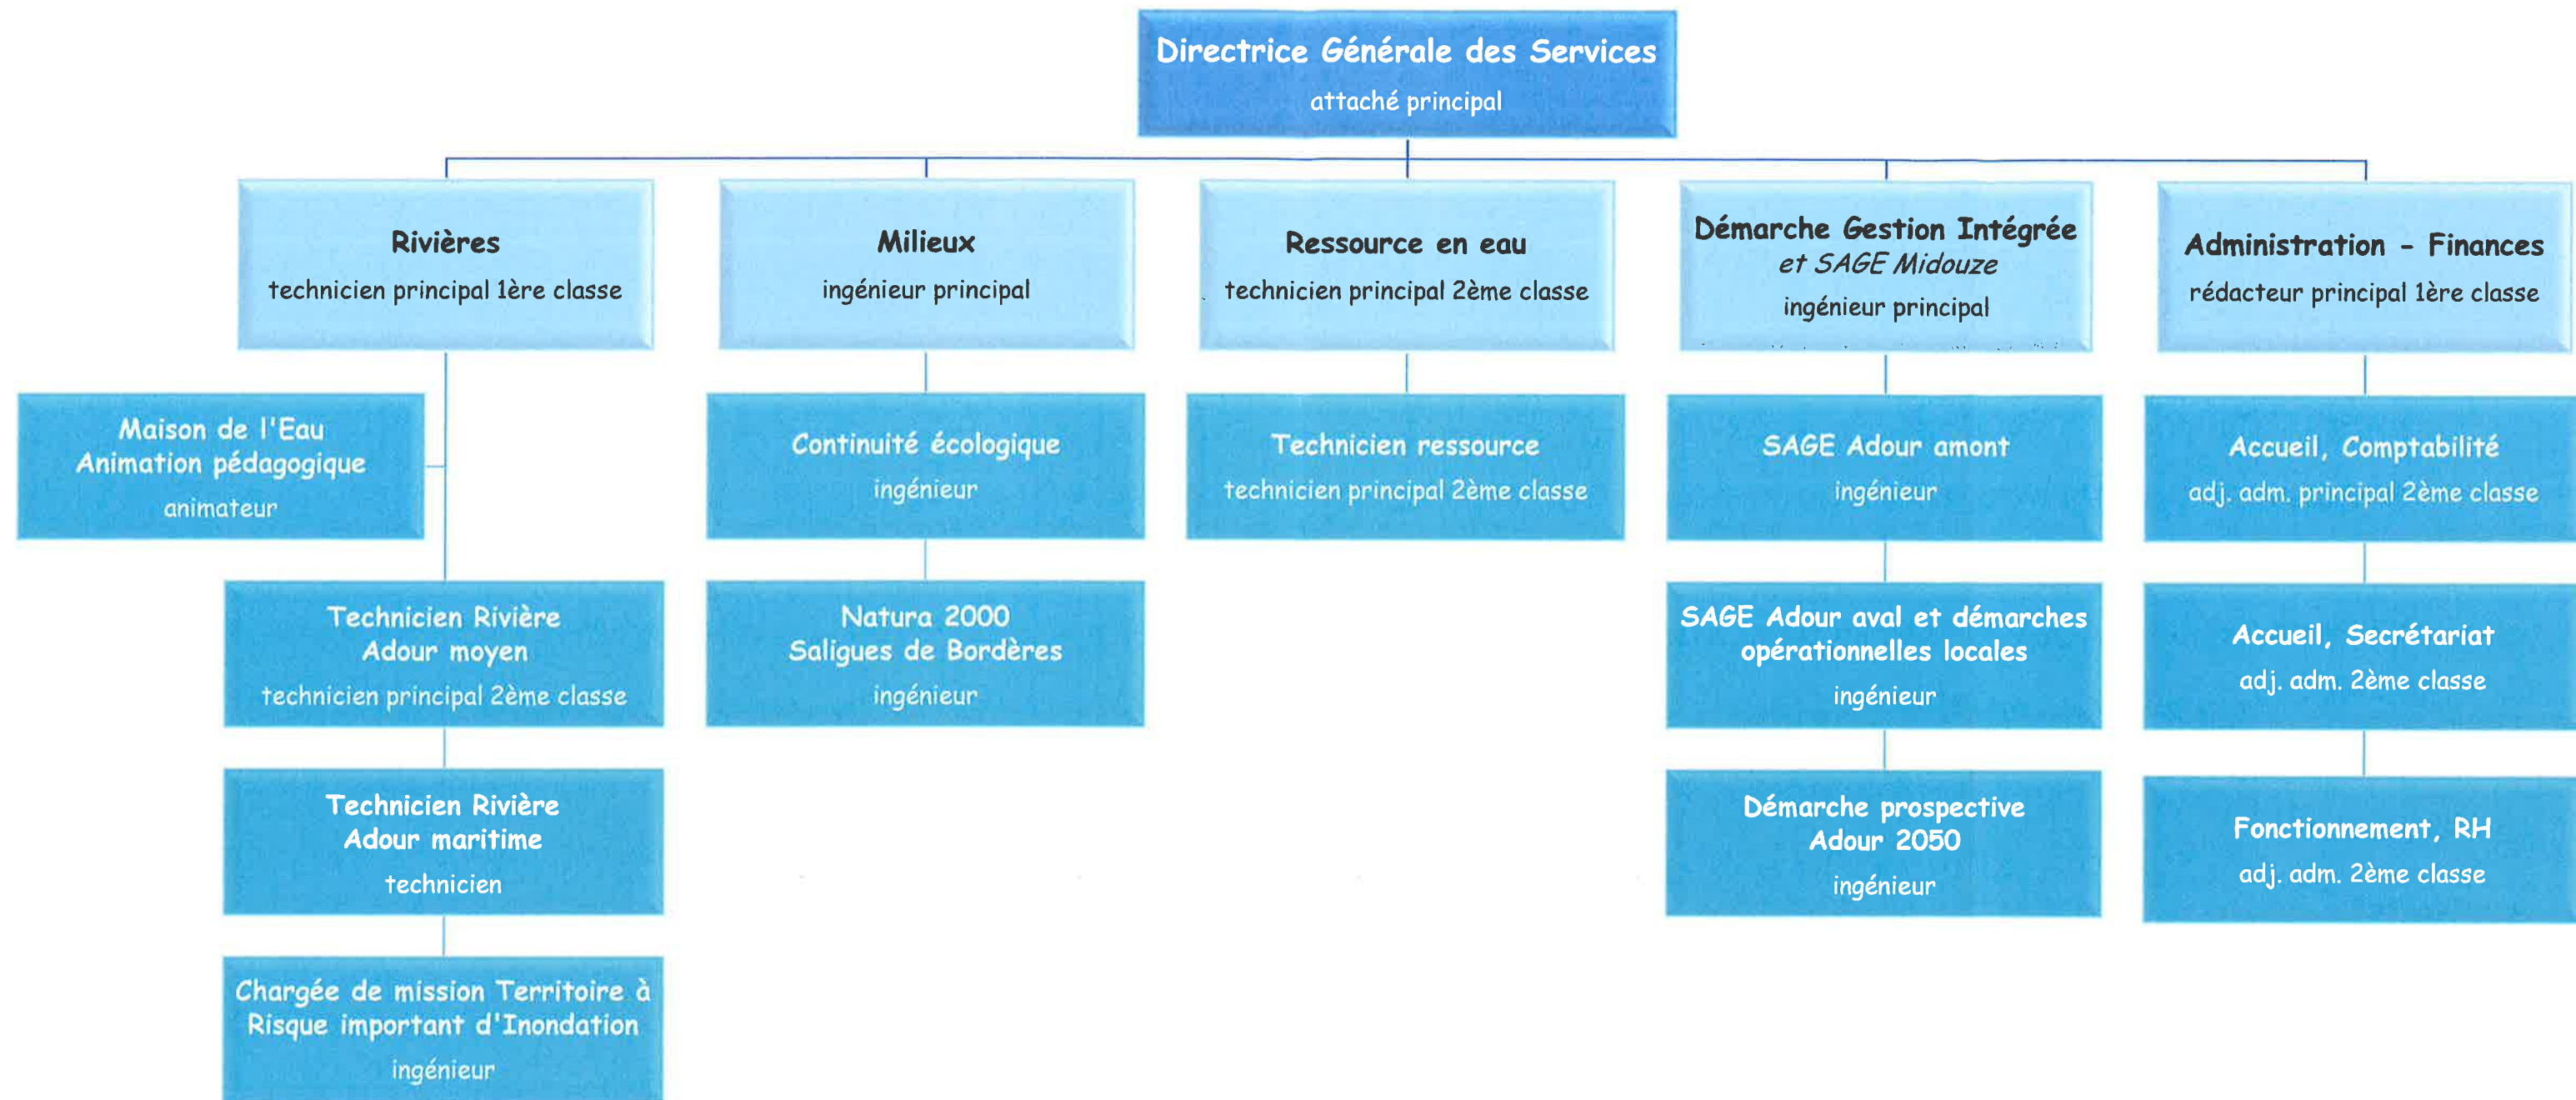 Directrice Générale des Services
attaché principal
Rivières
technicien principal 1ère classe
Milieux
ingénieur principal
Ressource en eau
technicien principal 2ème classe
Démarche Gestion Intégrée
et SAGE Midouze
ingénieur principal
Administration - Finances
rédacteur principal 1ère classe
Maison de l'Eau
Animation pédagogique
animateur
Technicien Rivière
Adour moyen
technicien principal 2ème classe
Technicien Rivière
Adour maritime
technicien
Chargée de mission Territoire à
Risque important d'Inondation
ingénieur
Continuité écologique
ingénieur
Natura 2000
Saligues de Bordères
ingénieur
Technicien ressource
technicien principal 2ème classe
SAGE Adour amont
ingénieur
SAGE Adour aval et démarches
opérationnelles locales
ingénieur
Démarche prospective
Adour 2050
ingénieur
Accueil, Comptabilité
adj. adm. principal 2ème classe
Accueil, Secrétariat
adj. adm. 2ème classe
Fonctionnement, RH
adj. adm. 2ème classe